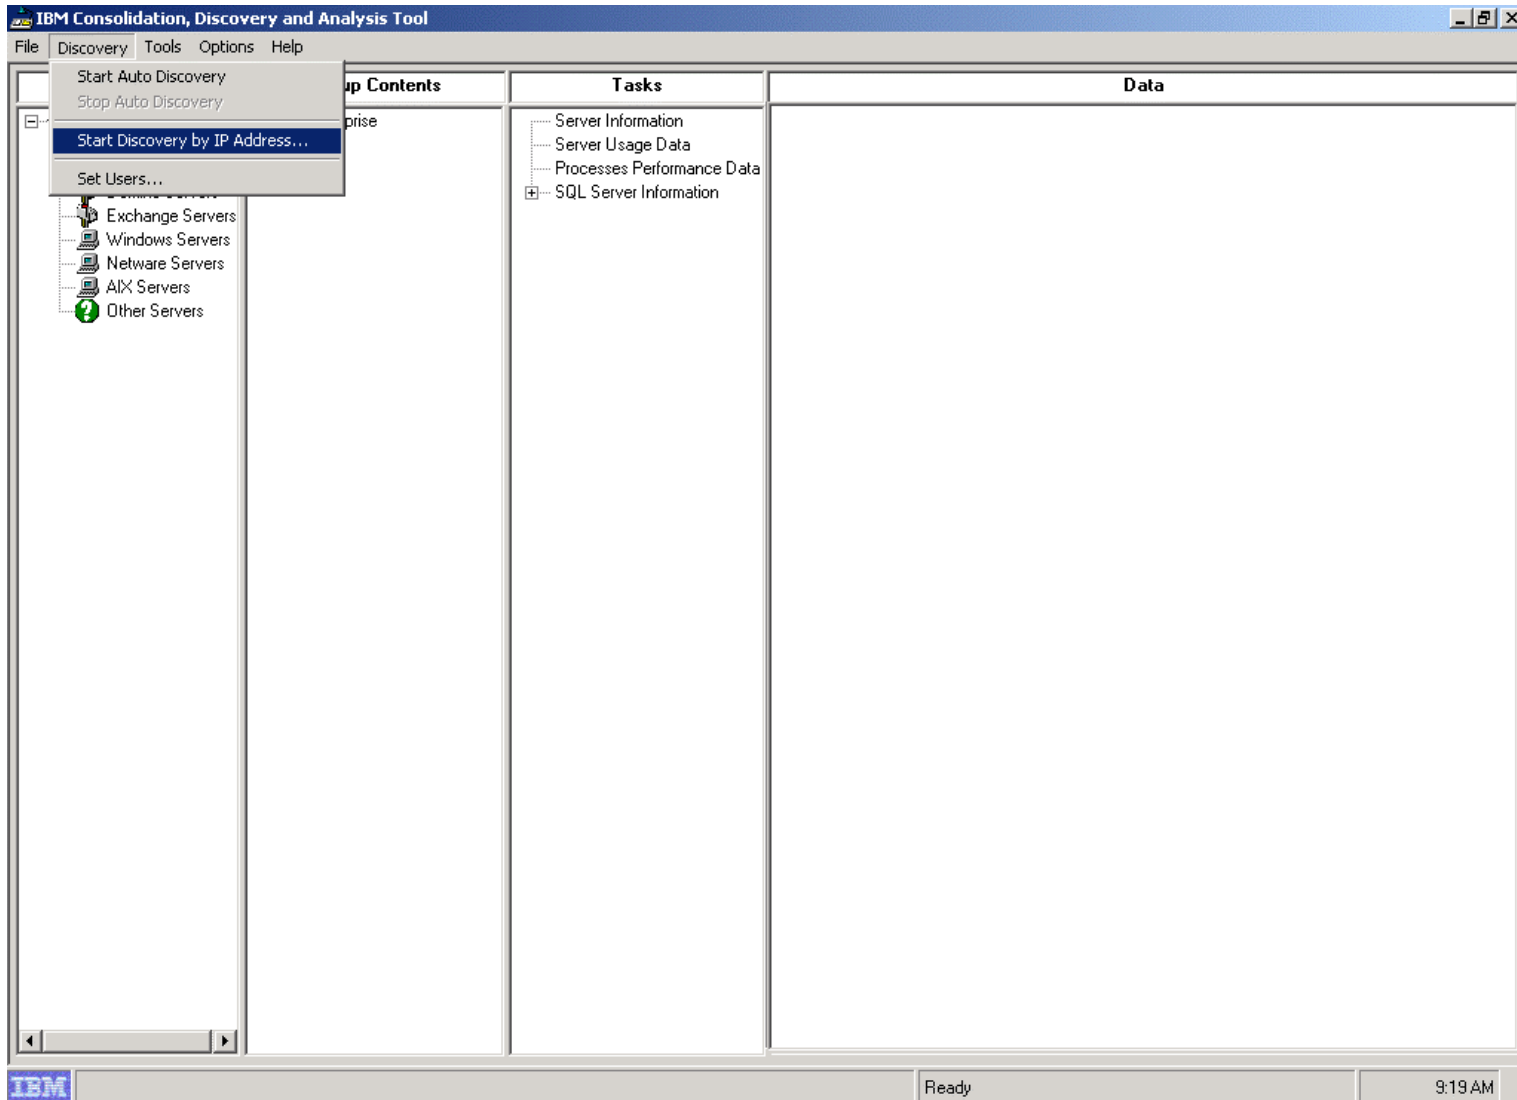 IBM Consolidation, Discovery and Analysis Tool
File Discovery Tools Options Help
Start Auto Discovery
Stop Auto Discovery
Start Discovery by IP Address...
Set Users...
Exchange Servers
Windows Servers
Netware Servers
AIX Servers
Other Servers
up Contents
prise
Tasks
Server Information
Server Usage Data
Processes Performance Data
SQL Server Information
Data
IBM
Ready
9:19 AM